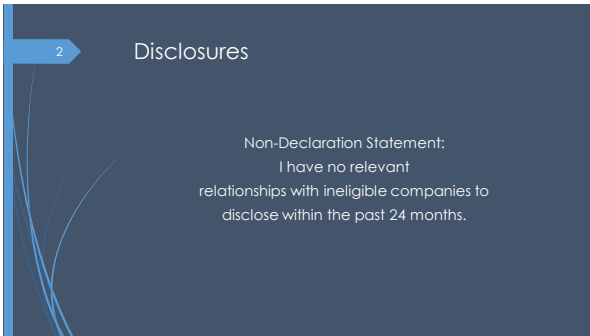 2
Disclosures
Non-Declaration Statement:
I have no relevant
relationships with ineligible companies to
disclose within the past 24 months.